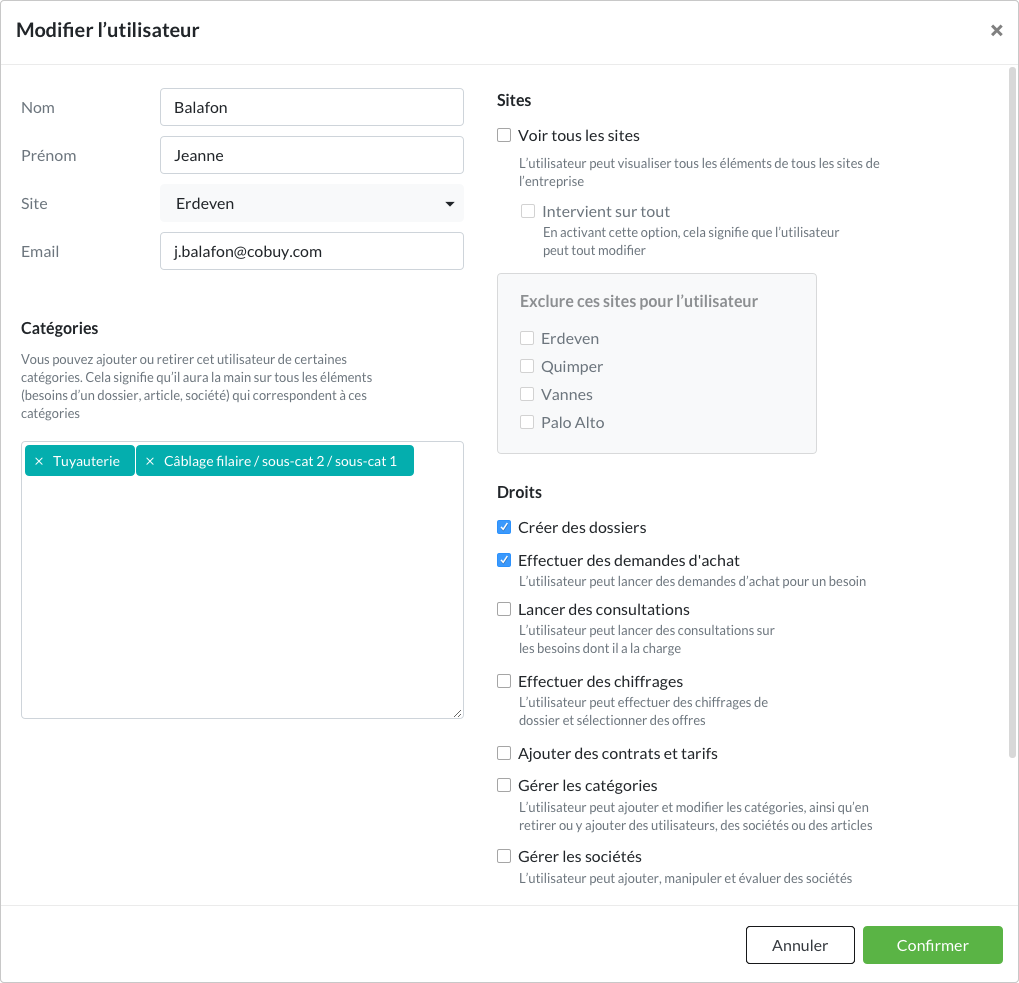 Modifier l’utilisateur
×
Nom
Balafon
Prénom
Jeanne
Site
Erdeven
Email
j.balafon@cobuy.com
Catégories
Vous pouvez ajouter ou retirer cet utilisateur de certaines
catégories. Cela signifie qu’il aura la main sur tous les éléments
(besoins d’un dossier, article, société) qui correspondent à ces
catégories
× Tuyauterie × Câblage filaire / sous-cat 2 / sous-cat 1
Sites
Voir tous les sites
L’utilisateur peut visualiser tous les éléments de tous les sites de
l’entreprise
Intervient sur tout
En activant cette option, cela signifie que l’utilisateur
peut tout modifier
Exclure ces sites pour l’utilisateur
Erdeven
Quimper
Vannes
Palo Alto
Droits
Créer des dossiers
Effectuer des demandes d'achat
L’utilisateur peut lancer des demandes d’achat pour un besoin
Lancer des consultations
L’utilisateur peut lancer des consultations sur
les besoins dont il a la charge
Effectuer des chiffrages
L’utilisateur peut effectuer des chiffrages de
dossier et sélectionner des offres
Ajouter des contrats et tarifs
Gérer les catégories
L’utilisateur peut ajouter et modifier les catégories, ainsi qu’en
retirer ou y ajouter des utilisateurs, des sociétés ou des articles
Gérer les sociétés
L’utilisateur peut ajouter, manipuler et évaluer des sociétés
Annuler
Confirmer